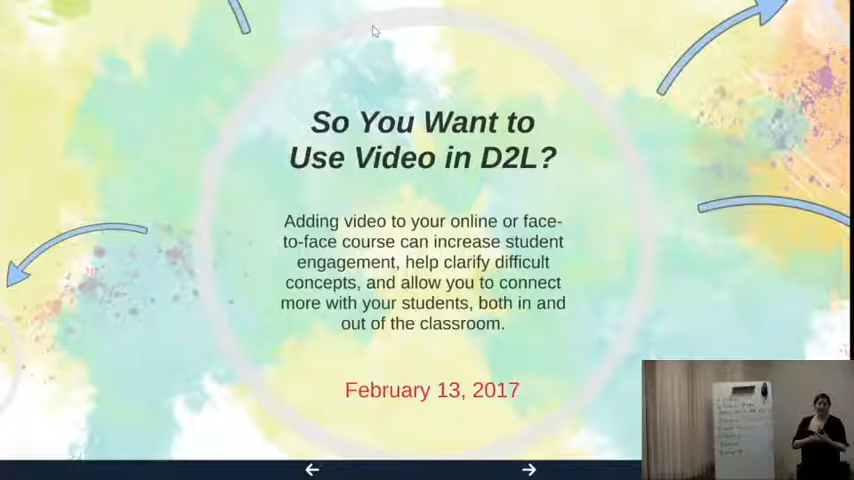 So You Want to
Use Video in D2L?
Adding video to your online or face-
to-face course can increase student
engagement, help clarify difficult
concepts, and allow you to connect
more with your students, both in and
out of the classroom.
February 13, 2017